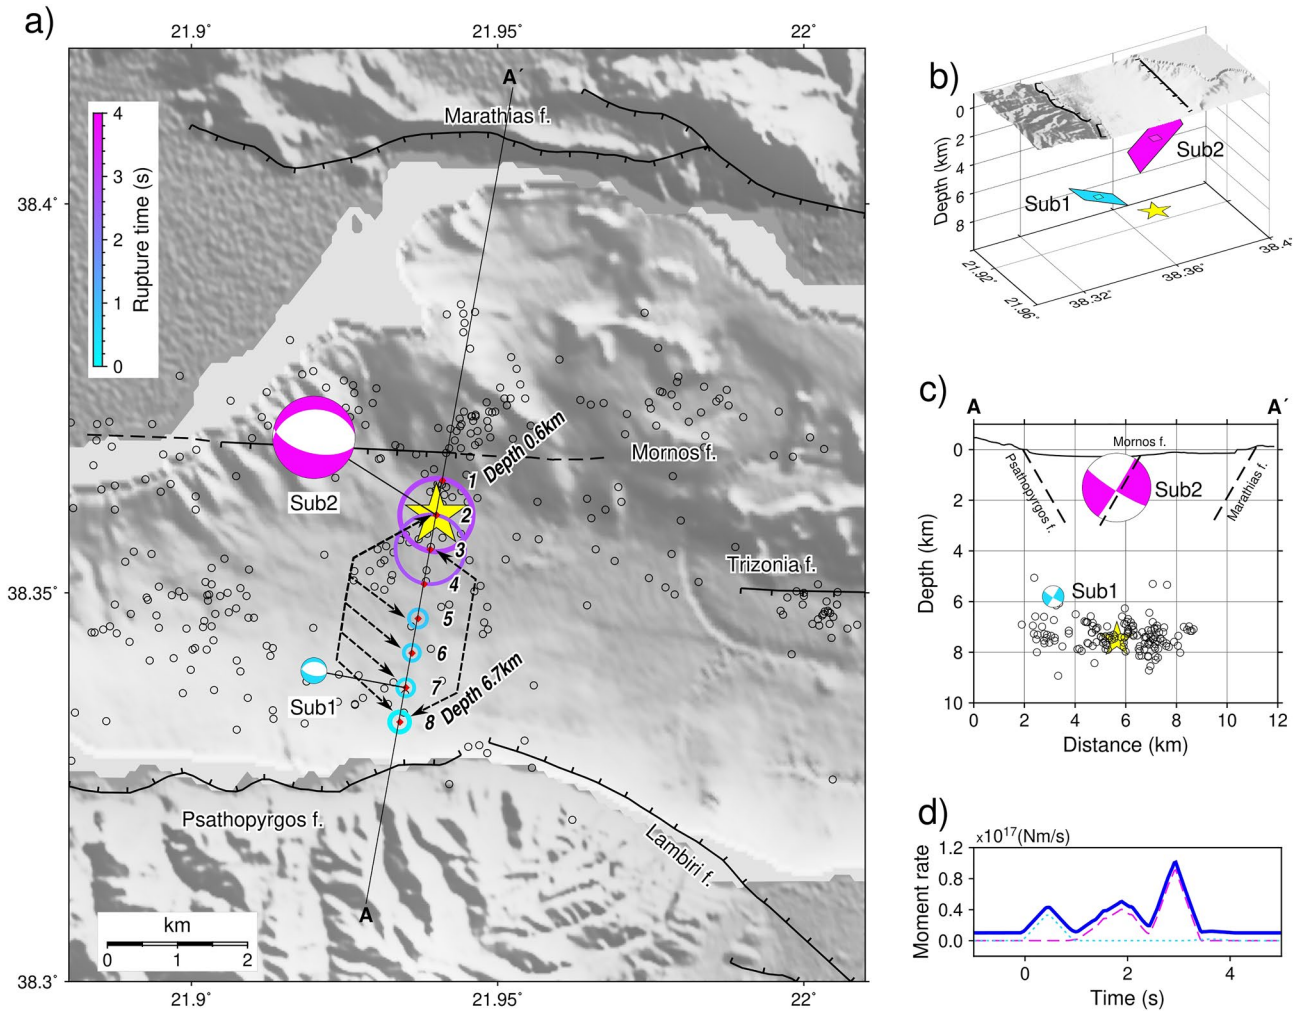 a)
21.9˚
21.95˚
22˚
A´
Marathias f.
4
3
2
1
0
Rupture time (s)
38.4˚
38.35˚
38.3˚
Mornos f.
Depth 0.6km
Sub2
1
2
3
4
5
6
7
8
Trizonia f.
Sub1
Depth 6.7km
Psathopyrgos f.
Lambiri f.
A
km
0 1 2
21.9˚
21.95˚
22˚
b)
0
2
4
6
8
Depth (km)
Sub2
Sub1
21.92˚
21.96˚
38.32˚
38.36˚
38.4
c)
A
A´
Mornos f.
Psathopyrgos f.
Marathias f.
Sub2
Sub1
0
2
4
6
8
10
Depth (km)
0 2 4 6 8 10 12
Distance (km)
d)
x10¹⁷(Nm/s)
1.2
0.8
0.4
0.0
Moment rate
0 2 4
Time (s)